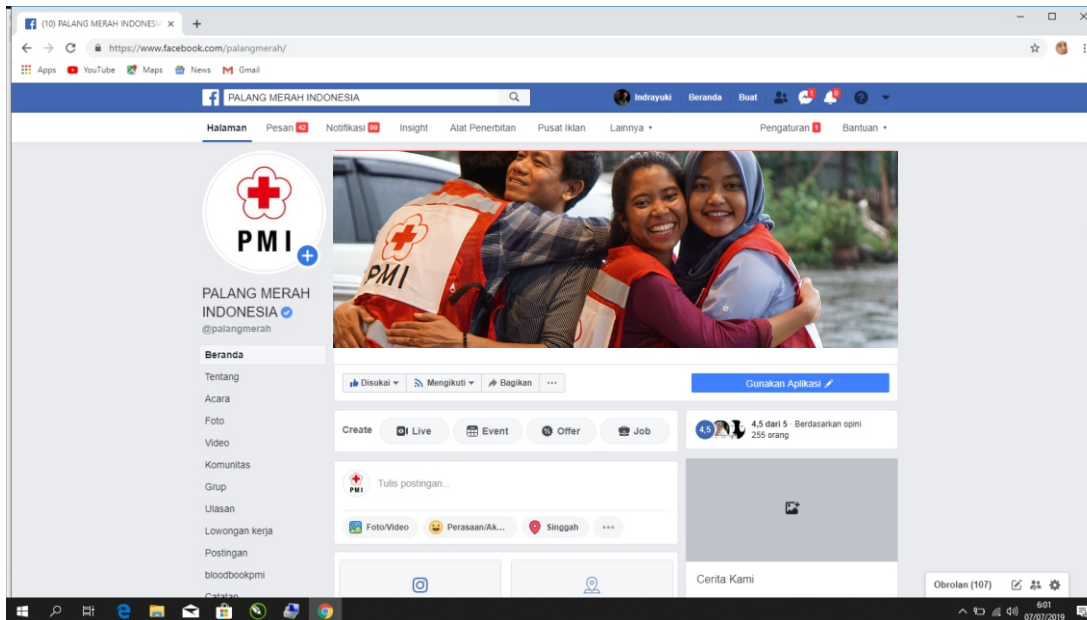 (10) PALANG MERAH INDONESI
https://www.facebook.com/palangmerah/
Apps YouTube Maps News Gmail
PALANG MERAH INDONESIA Indrayuki Beranda Buat
Halaman Pesan 42 Notifikasi 99 Insight Alat Penerbitan Pusat Iklan Lainnya Pengaturan 1 Bantuan
PMI
PMI
PALANG MERAH
INDONESIA
@palangmerah
Beranda
Tentang
Acara
Foto
Video
Komunitas
Grup
Ulasan
Lowongan kerja
Postingan
bloodbookpmi
Catatan
Disukai Mengikuti Bagikan ...
Gunakan Aplikasi
Create Live Event Offer Job
4,5 4,5 dari 5 · Berdasarkan opini
255 orang
PMI Tulis postingan...
Foto/Video Perasaan/Ak... Singgah ...
Cerita Kami
Obrolan (107)
6:01
07/07/2019